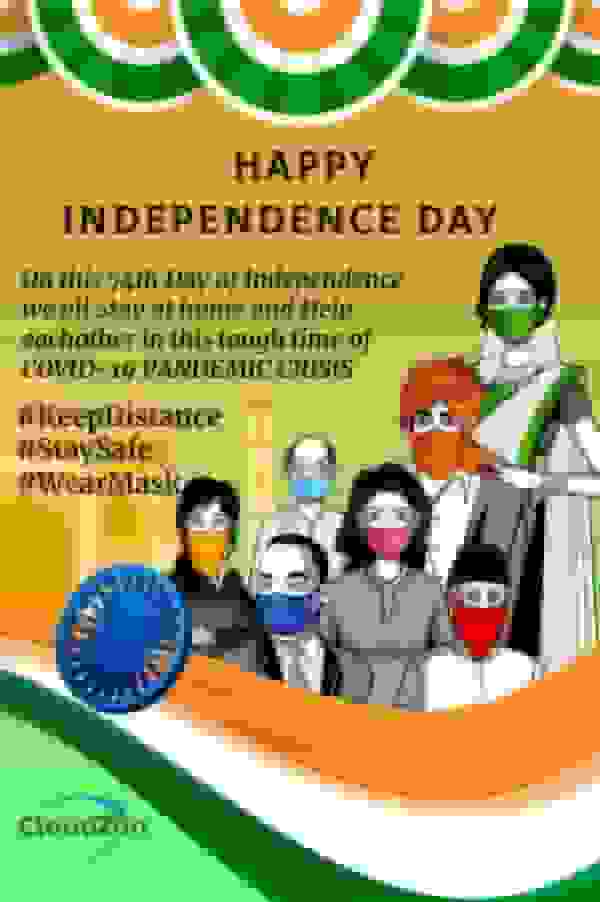 HAPPY
INDEPENDENCE DAY
On this 74th Day of Independence
we all stay at home and Help
eachother in this tough time of
COVID- 19 PANDEMIC CRISIS
#KeepDistance
#StaySafe
#WearMask